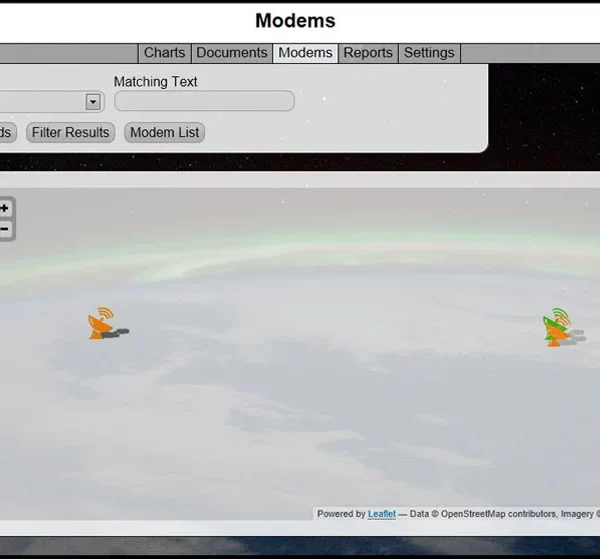 Modems
Charts Documents Modems Reports Settings
Matching Text
ds Filter Results Modem List
+
−
Powered by Leaflet — Data © OpenStreetMap contributors, Imagery ©